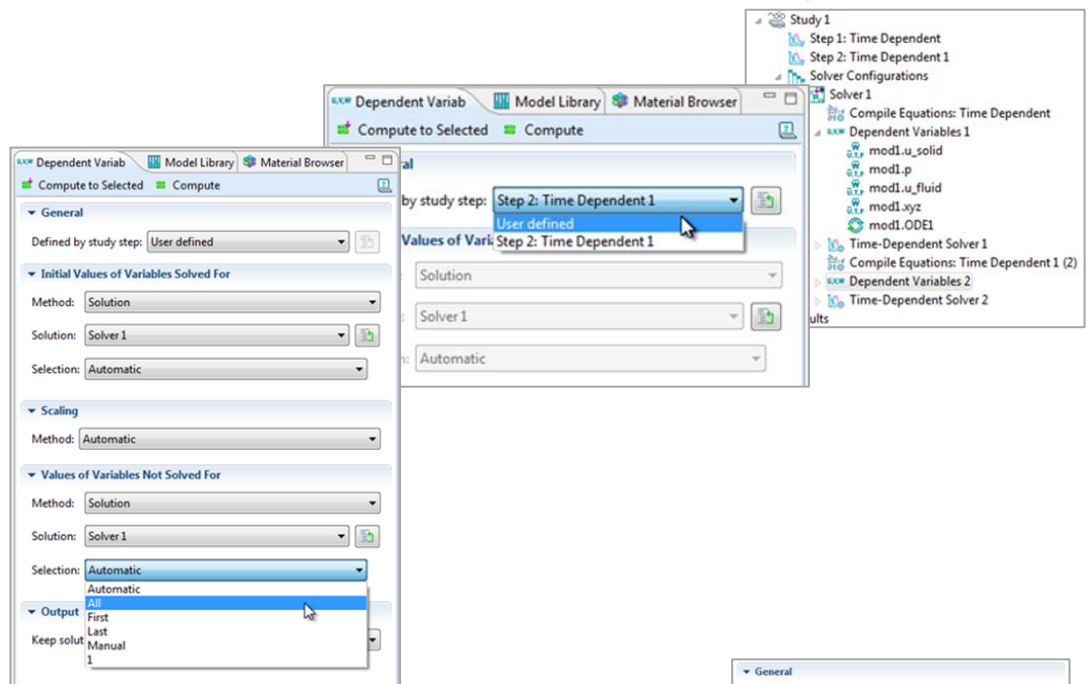 Study 1
Step 1: Time Dependent
Step 2: Time Dependent 1
Solver Configurations
Solver 1
Compile Equations: Time Dependent
Dependent Variables 1
mod1.u_solid
mod1.p
mod1.u_fluid
mod1.xyz
mod1.ODE1
Time-Dependent Solver 1
Compile Equations: Time Dependent 1 (2)
Dependent Variables 2
Time-Dependent Solver 2
ults
Dependent Variab Model Library Material Browser
Compute to Selected Compute
al
by study step: Step 2: Time Dependent 1
User defined
Values of Vari Step 2: Time Dependent 1
Solution
Solver 1
Automatic
Dependent Variab Model Library Material Browser
Compute to Selected Compute
General
Defined by study step: User defined
Initial Values of Variables Solved For
Method: Solution
Solution: Solver 1
Selection: Automatic
Scaling
Method: Automatic
Values of Variables Not Solved For
Method: Solution
Solution: Solver 1
Selection: Automatic
Automatic
All
Output
First
Last
Keep solut
Manual
1
General